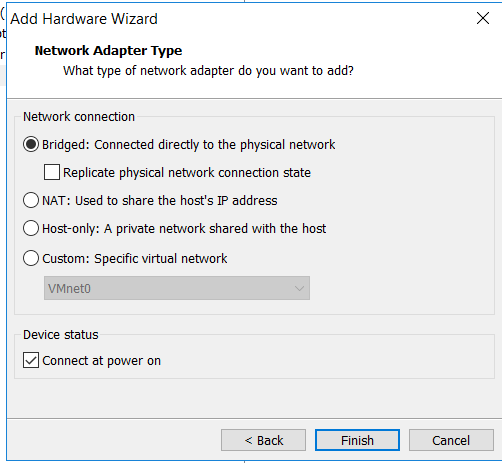 Add Hardware Wizard
Network Adapter Type
What type of network adapter do you want to add?
Network connection
Bridged: Connected directly to the physical network
Replicate physical network connection state
NAT: Used to share the host's IP address
Host-only: A private network shared with the host
Custom: Specific virtual network
VMnet0
Device status
Connect at power on
< Back
Finish
Cancel